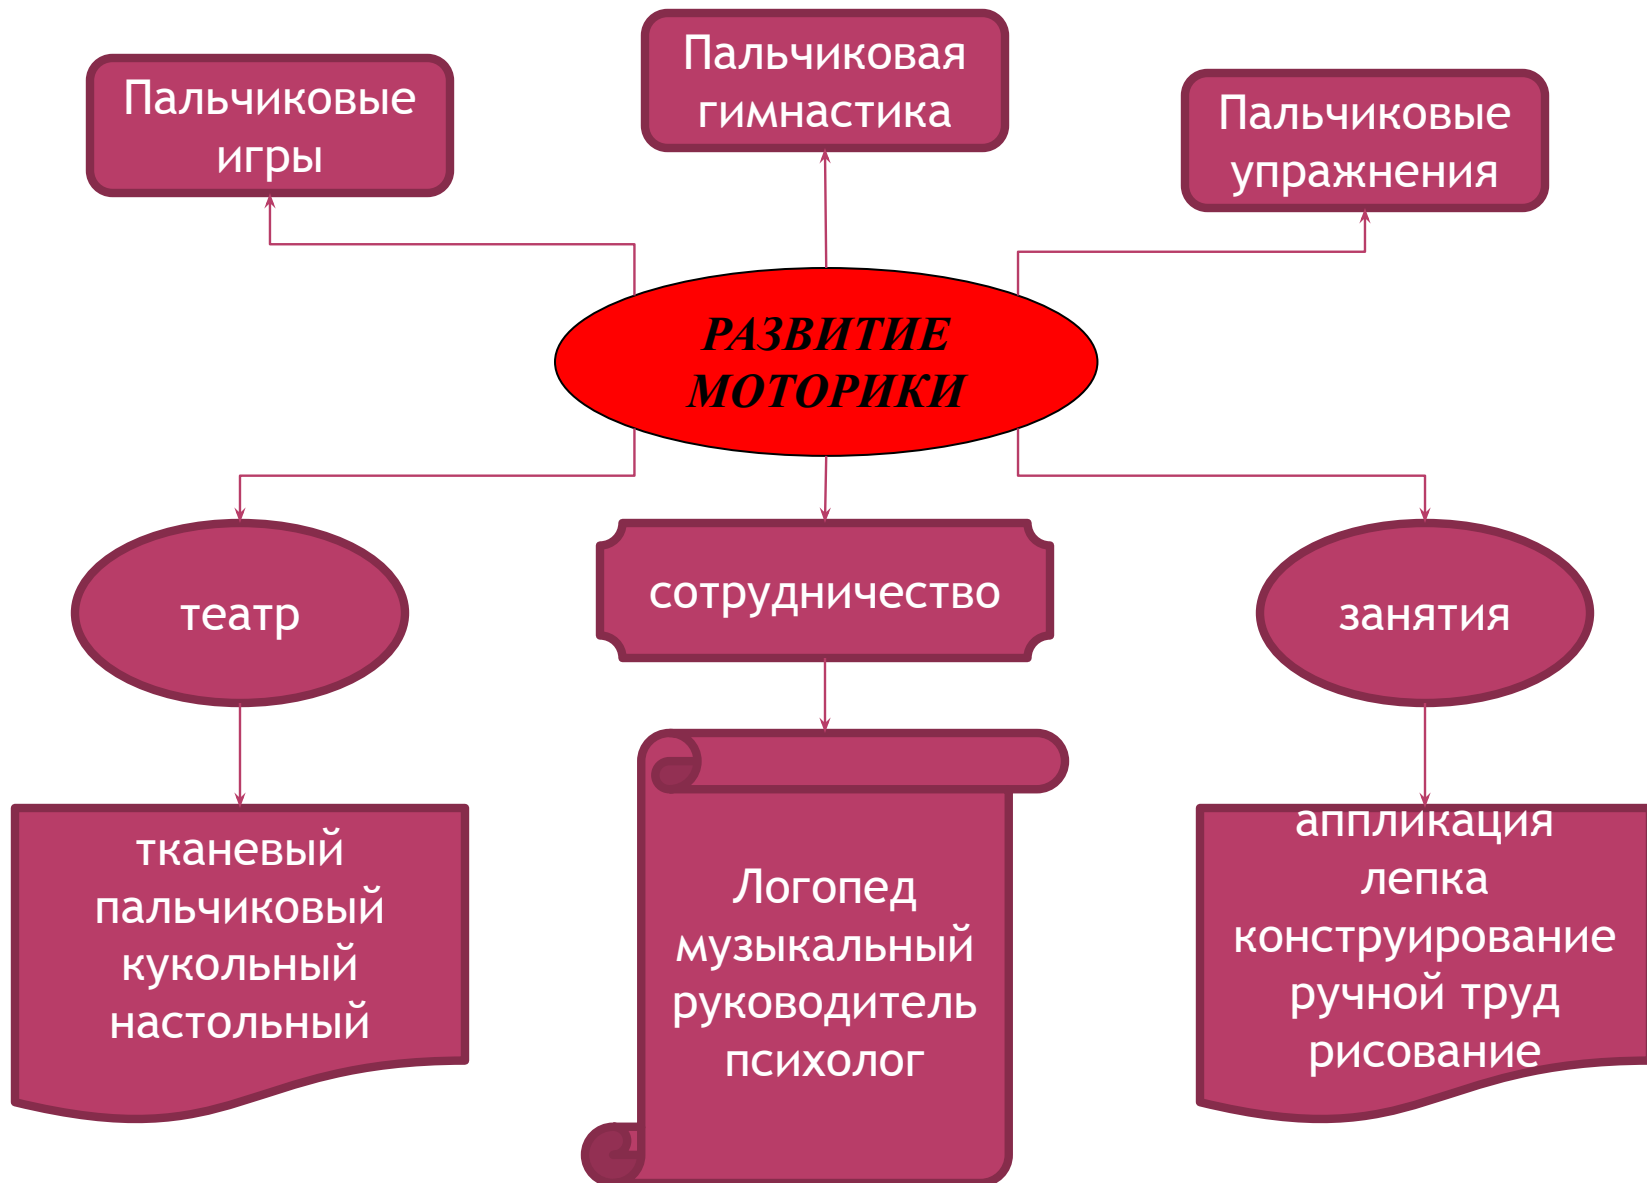 Пальчиковые
игры
Пальчиковая
гимнастика
Пальчиковые
упражнения
РАЗВИТИЕ
МОТОРИКИ
театр
сотрудничество
занятия
тканевый
пальчиковый
кукольный
настольный
Логопед
музыкальный
руководитель
психолог
аппликация
лепка
конструирование
ручной труд
рисование